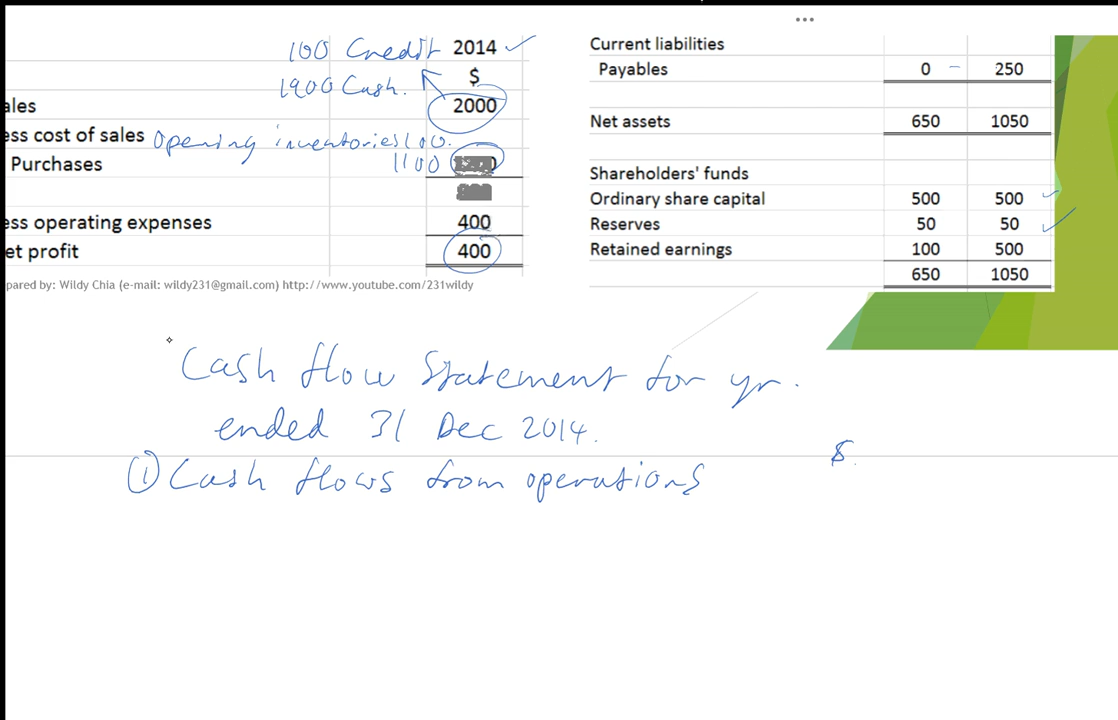 100 Credit 2014
1900 Cash. $
ales 2000
ess cost of sales opening inventories 100.
Purchases 1100
ess operating expenses 400
et profit 400
pared by: Wildy Chia (e-mail: wildy231@gmail.com) http://www.youtube.com/231wildy
Current liabilities
Payables 0 250
Net assets 650 1050
Shareholders' funds
Ordinary share capital 500 500
Reserves 50 50
Retained earnings 100 500
650 1050
Cash flow Statement for yr.
ended 31 Dec 2014.
$.
① Cash flows from operations